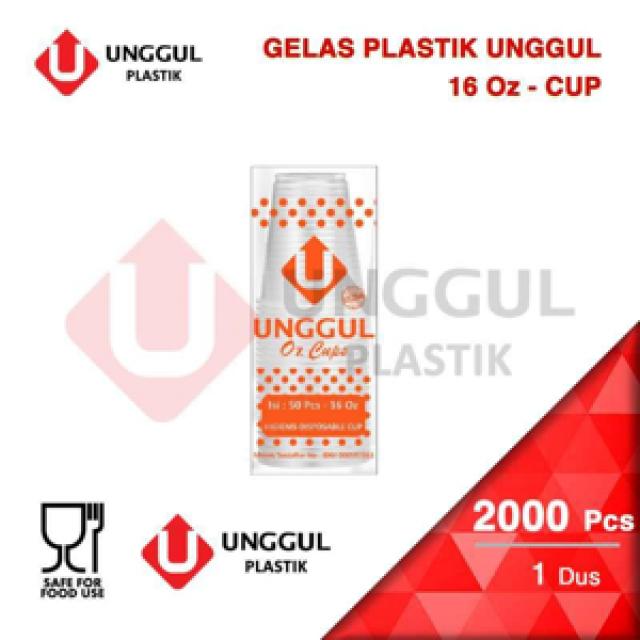 UNGGUL
PLASTIK
GELAS PLASTIK UNGGUL
16 Oz - CUP
UNGGUL
Oz. Cups
Isi : 50 Pcs - 16 Oz
HYGIENIS DISPOSABLE CUP
UNGGUL
PLASTIK
2000 Pcs
1 Dus
SAFE FOR
FOOD USE
UNGGUL
PLASTIK